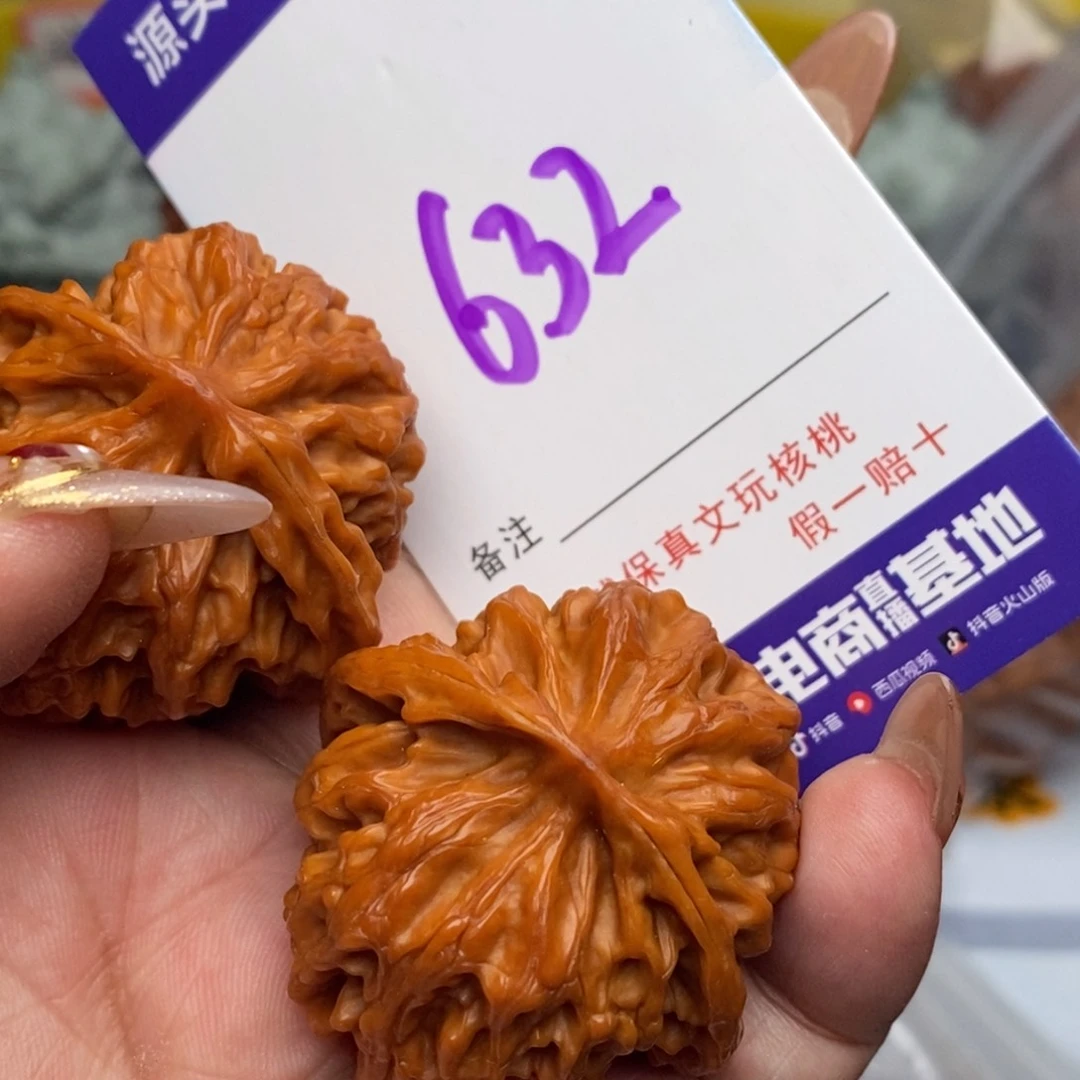 源头
632
备注
保真文玩核桃
假一赔十
电商直播基地
抖音 西瓜视频 抖音火山版